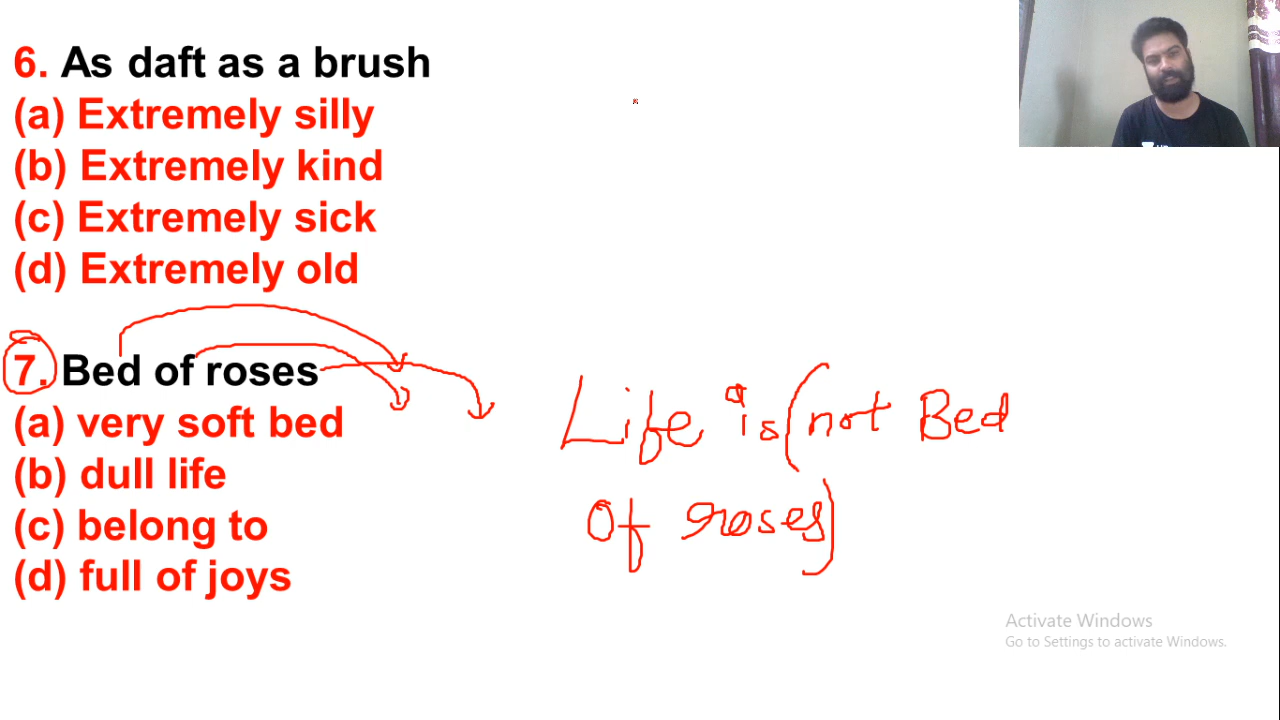 6. As daft as a brush
(a) Extremely silly
(b) Extremely kind
(c) Extremely sick
(d) Extremely old
7. Bed of roses
(a) very soft bed
(b) dull life
(c) belong to
(d) full of joys
Life is (not Bed
Of roses)
Activate Windows
Go to Settings to activate Windows.